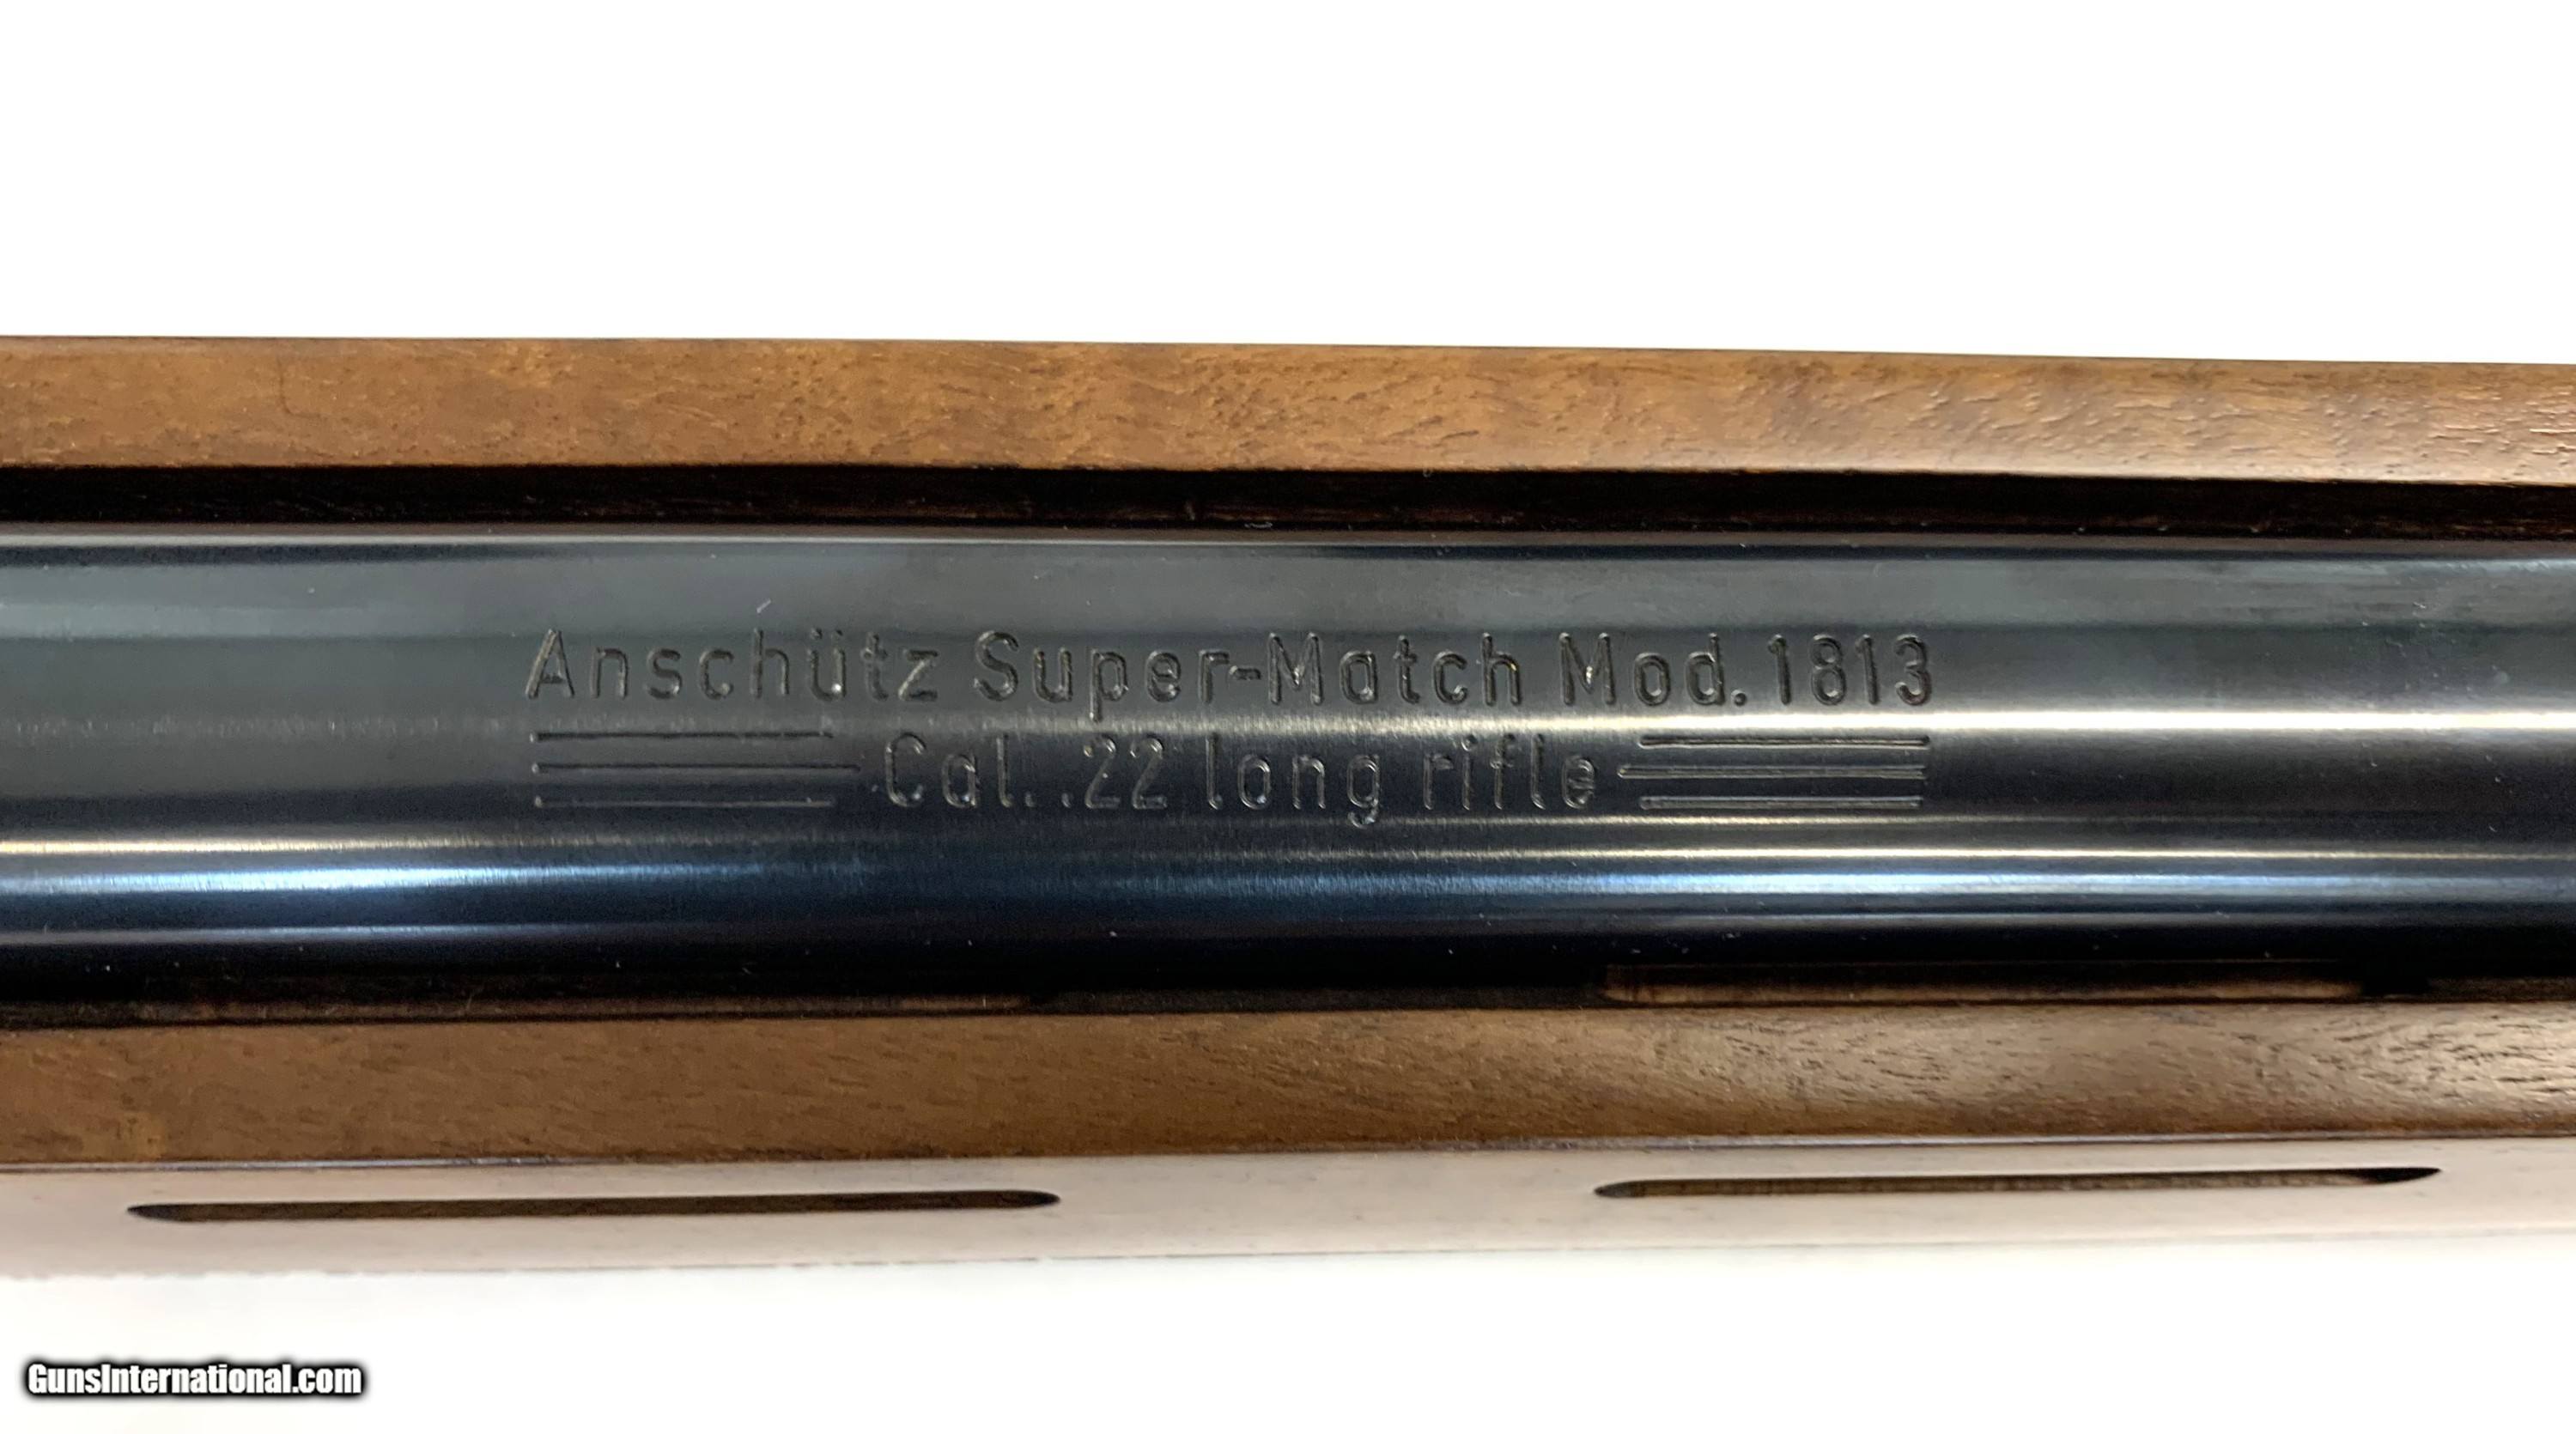 Anschütz Super-Match Mod. 1813
Cal. .22 long rifle
GunsInternational.com